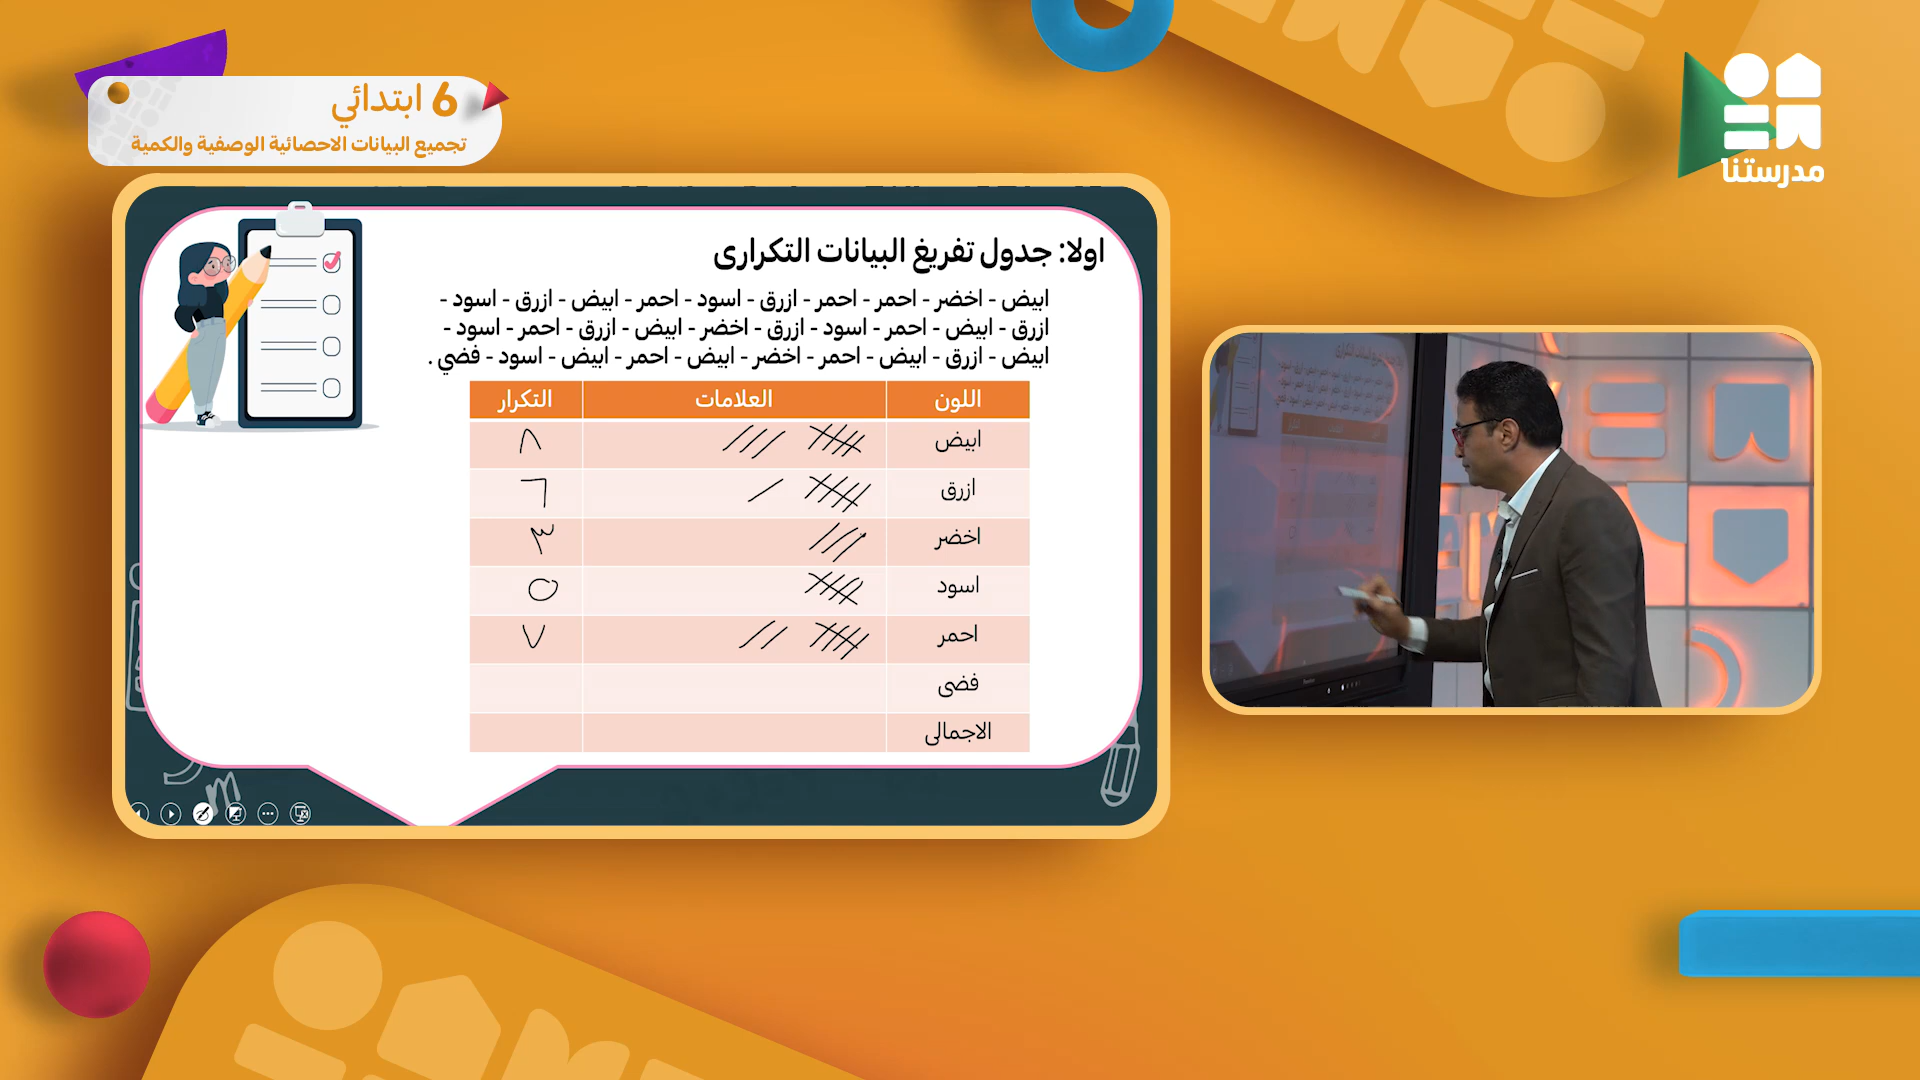 6 ابتدائي
تجميع البيانات الاحصائية الوصفية والكمية
مدرستنا
اولا: جدول تفريغ البيانات التكرارى
ابيض - اخضر - احمر - احمر - ازرق - اسود - احمر - ابيض - ازرق - اسود -
ازرق - ابيض - احمر - اسود - ازرق - اخضر - ابيض - ازرق - احمر - اسود -
ابيض - ازرق - ابيض - احمر - اخضر - ابيض - احمر - ابيض - اسود - فضي .
اللون العلامات التكرار
ابيض //// /// ٨
ازرق //// / ٦
اخضر /// ٣
اسود //// ٥
احمر //// // ٧
فضى
الاجمالى